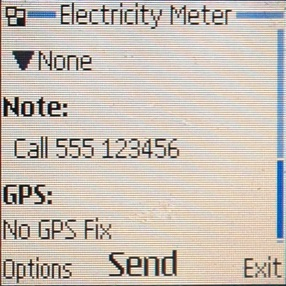 Electricity Meter
None
Note:
Call 555 123456
GPS:
No GPS Fix
Options Send Exit